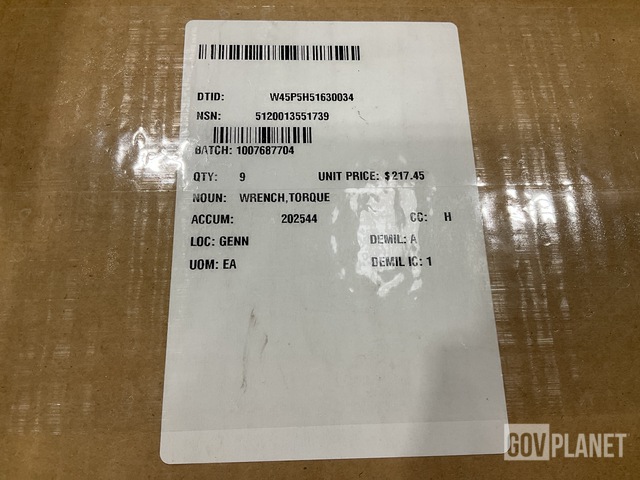 DTID: W45P5H51630034
NSN: 5120013551739
BATCH: 1007687704
QTY: 9 UNIT PRICE: $217.45
NOUN: WRENCH,TORQUE
ACCUM: 202544 CC: H
LOC: GENN DEMIL: A
UOM: EA DEMIL IC: 1
GOVPLANET